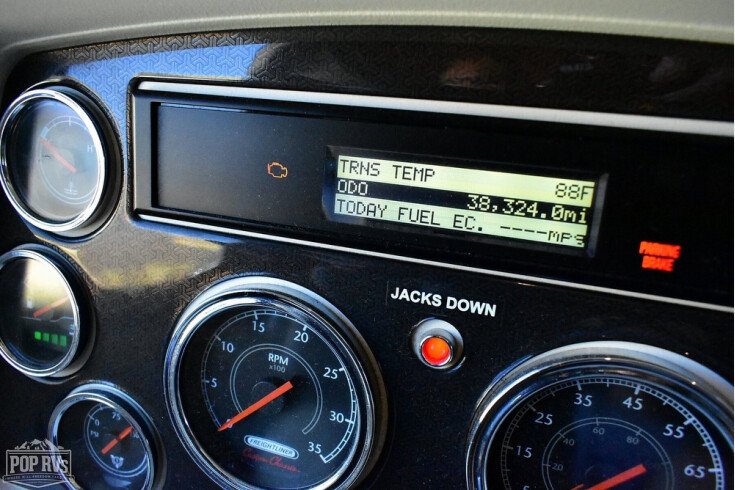 TRNS TEMP 88F
ODO 38,324.0mi
TODAY FUEL EC. ----mpg
PARKING
BRAKE
JACKS DOWN
H
5
10
15
20
25
30
35
RPM
x100
FREIGHTLINER
Custom Chassis
15
25
35
45
55
65
20
40
60
80
100
POP RVs